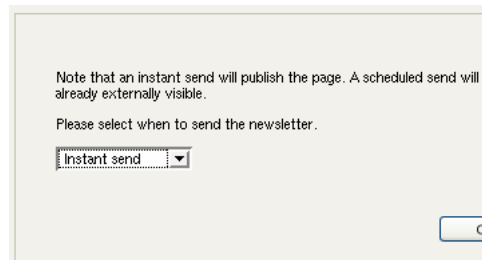 Note that an instant send will publish the page. A scheduled send will
already externally visible.
Please select when to send the newsletter.
Instant send